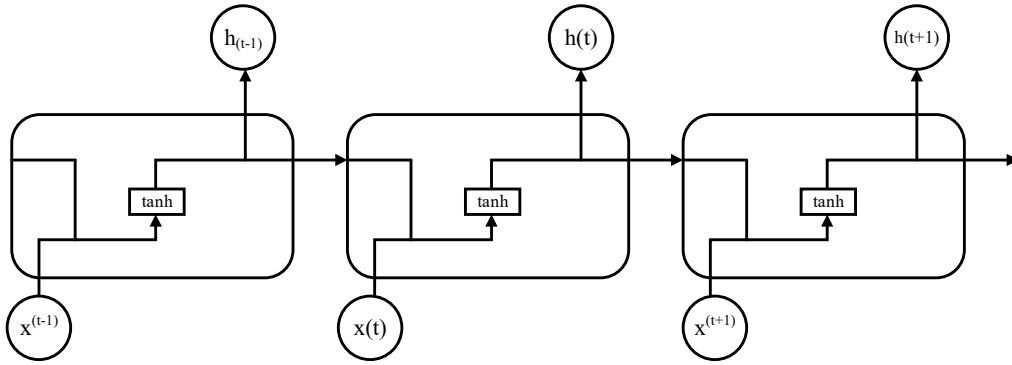 h(t-1)
h(t)
h(t+1)
tanh
tanh
tanh
x(t-1)
x(t)
x(t+1)